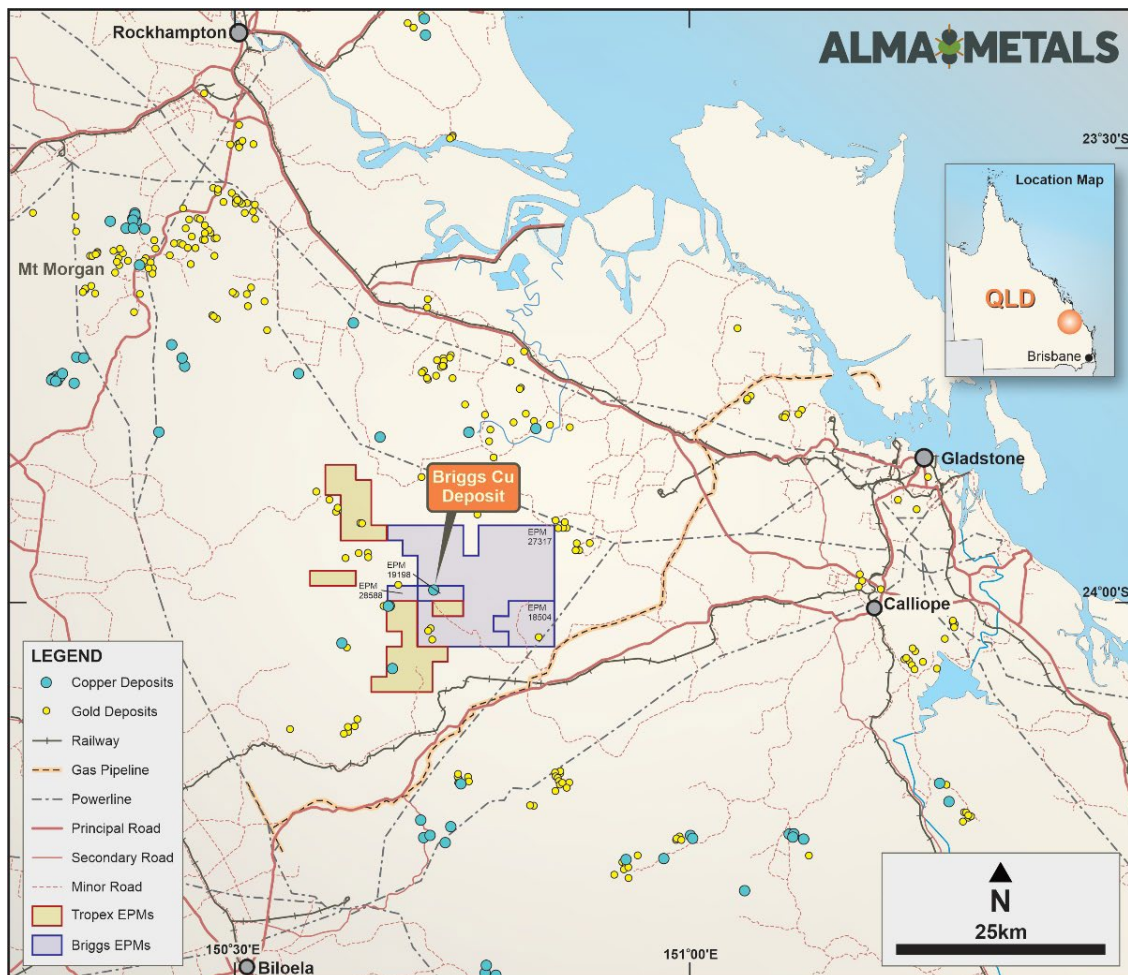 Rockhampton
ALMA METALS
23°30'S
Location Map
QLD
Brisbane
Mt Morgan
Gladstone
Briggs Cu
Deposit
EPM
27317
EPM
19198
EPM
28588
EPM
18504
24°00'S
Calliope
LEGEND
Copper Deposits
Gold Deposits
Railway
Gas Pipeline
Powerline
Principal Road
Secondary Road
Minor Road
Tropex EPMs
Briggs EPMs
N
25km
150°30'E
151°00'E
Biloela